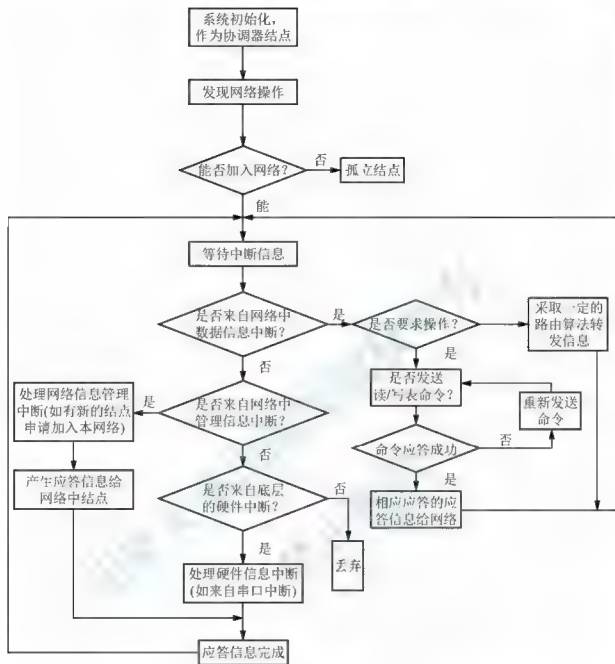 系统初始化,
作为协调器结点
发现网络操作
能否加入网络?
否
孤立结点
能
等待中断信息
是否来自网络中
数据信息中断?
是
是否要求操作?
采取一定的
路由算法转
发信息
否
是
处理网络信息管理
中断(如有新的结点
申请加入本网络)
是
是否来自网络中
管理信息中断?
是否发送
读/写表命令?
重新发送
命令
否
命令应答成功
否
产生应答信息给
网络中结点
是否来自底层
的硬件中断?
否
是
相应应答的应
答信息给网络
是
丢弃
处理硬件信息中断
(如来自串口中断)
应答信息完成